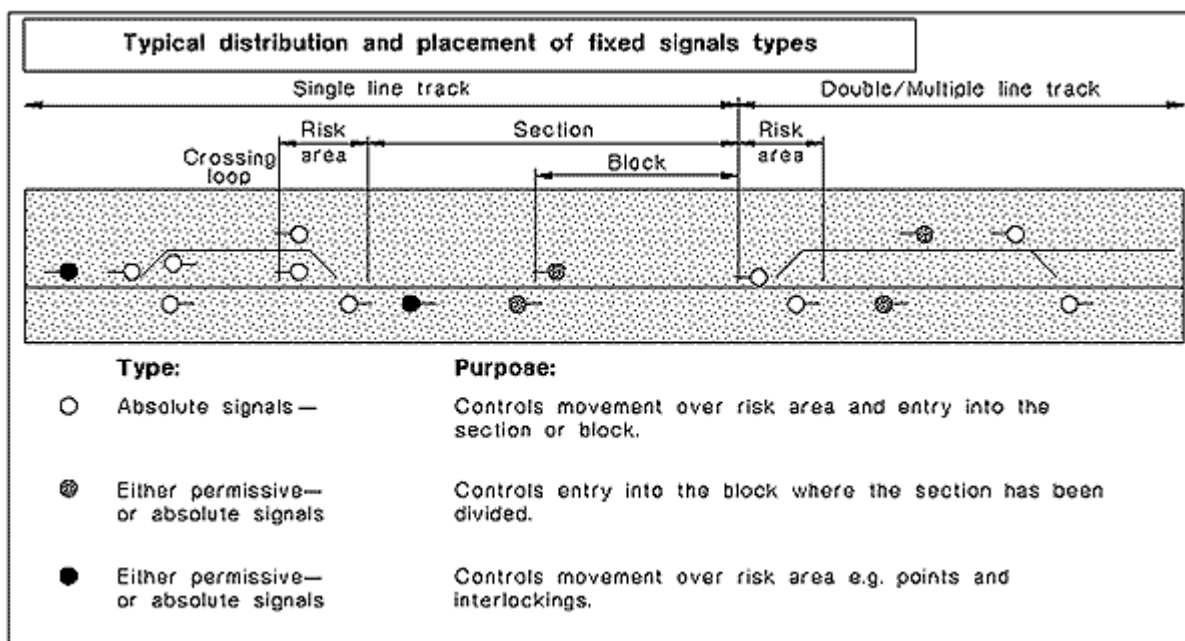 Typical distribution and placement of fixed signals types
Single line track
Double/Multiple line track
Risk
area
Section
Risk
area
Crossing
loop
Block
Type:
Purpose:
Absolute signals—
Controls movement over risk area and entry into the
section or block.
Either permissive—
or absolute signals
Controls entry into the block where the section has been
divided.
Either permissive—
or absolute signals
Controls movement over risk area e.g. points and
interlockings.